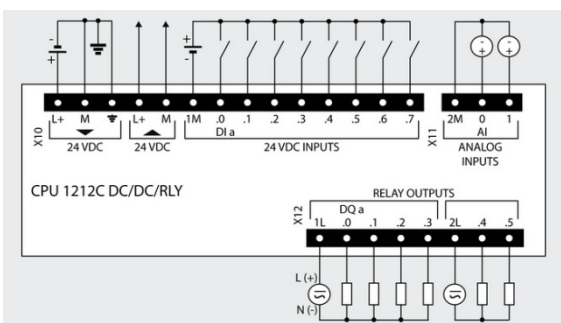 - +
+ -
+ +
- -
L+ M L+ M 1M .0 .1 .2 .3 .4 .5 .6 .7 2M 0 1
X10 24 VDC 24 VDC DI a 24 VDC INPUTS X11 AI
ANALOG
INPUTS
CPU 1212C DC/DC/RLY
RELAY OUTPUTS
X12 DQ a
1L .0 .1 .2 .3 2L .4 .5
L (+)
N (-)